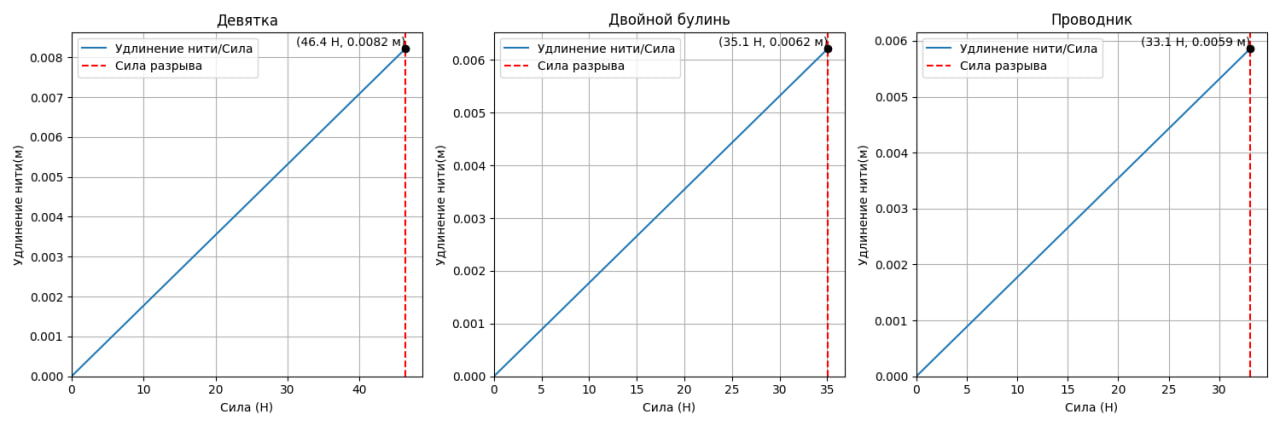 Девятка
(46.4 Н, 0.0082 м)
Удлинение нити/Сила
Сила разрыва
0.008
0.007
0.006
0.005
0.004
0.003
0.002
0.001
0.000
Удлинение нити(м)
0 10 20 30 40
Сила (Н)
Двойной булинь
(35.1 Н, 0.0062 м)
Удлинение нити/Сила
Сила разрыва
0.006
0.005
0.004
0.003
0.002
0.001
0.000
Удлинение нити(м)
0 5 10 15 20 25 30 35
Сила (Н)
Проводник
(33.1 Н, 0.0059 м)
Удлинение нити/Сила
Сила разрыва
0.006
0.005
0.004
0.003
0.002
0.001
0.000
Удлинение нити(м)
0 5 10 15 20 25 30
Сила (Н)